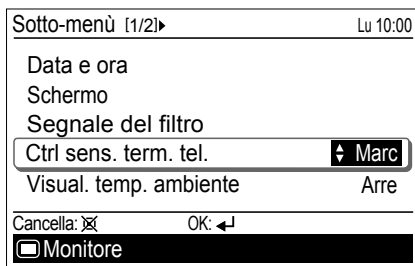 Sotto-menù [1/2] Lu 10:00
Data e ora
Schermo
Segnale del filtro
Ctrl sens. term. tel. Marc
Visual. temp. ambiente Arre
Cancella: OK:
Monitore